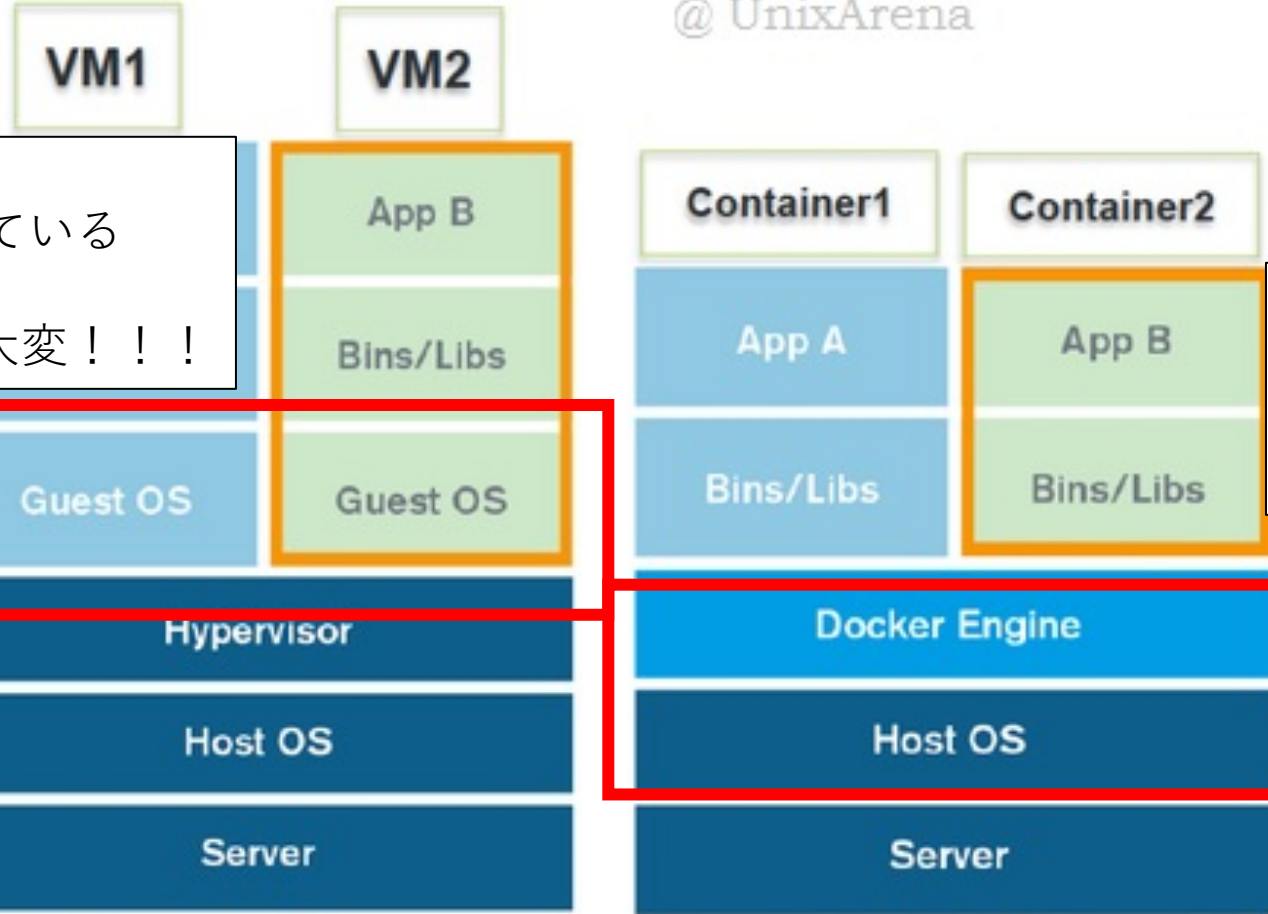 @ UnixArena
VM1
VM2
ている
大変！！！
App B
Bins/Libs
Guest OS
Guest OS
Hypervisor
Host OS
Server
Container1
Container2
App A
App B
Bins/Libs
Bins/Libs
Docker Engine
Host OS
Server